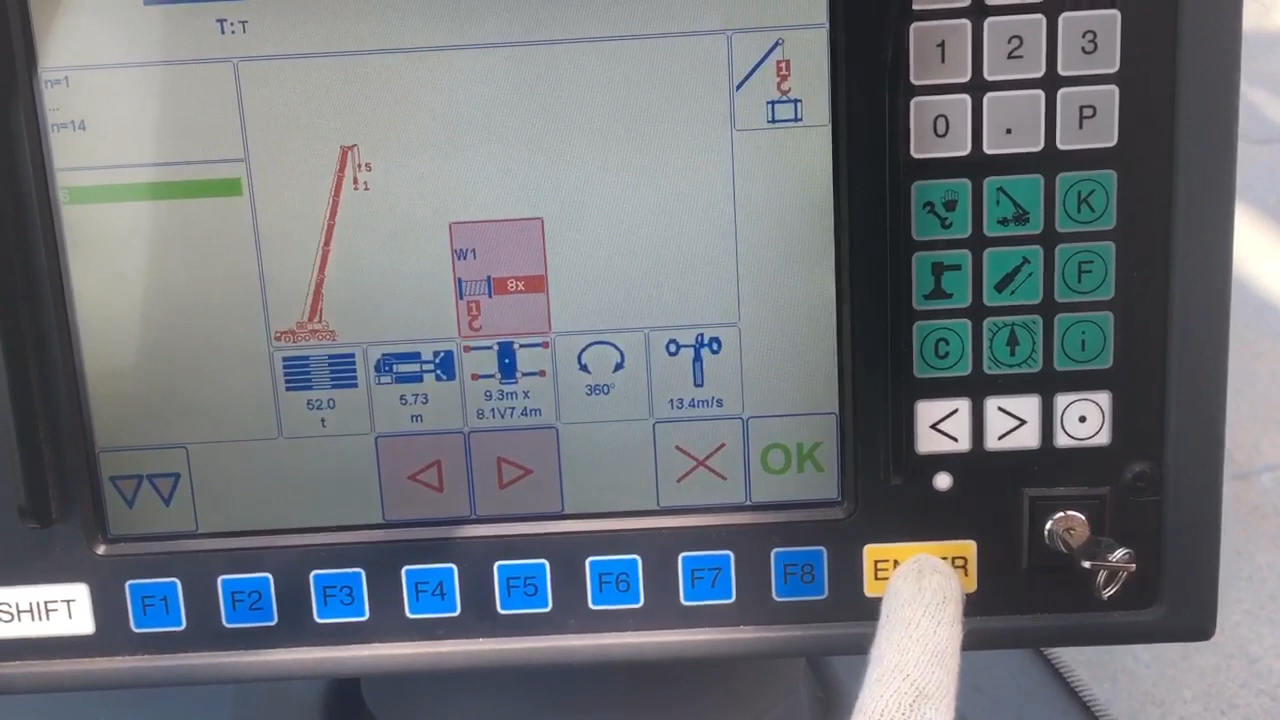 T:T
n=1
...
n=14
5
1
W1
8x
1
1
52.0
t
5.73
m
9.3m x
8.1V7.4m
360°
13.4m/s
OK
1
2
3
0
.
P
K
F
C
i
<
>
SHIFT
F1
F2
F3
F4
F5
F6
F7
F8